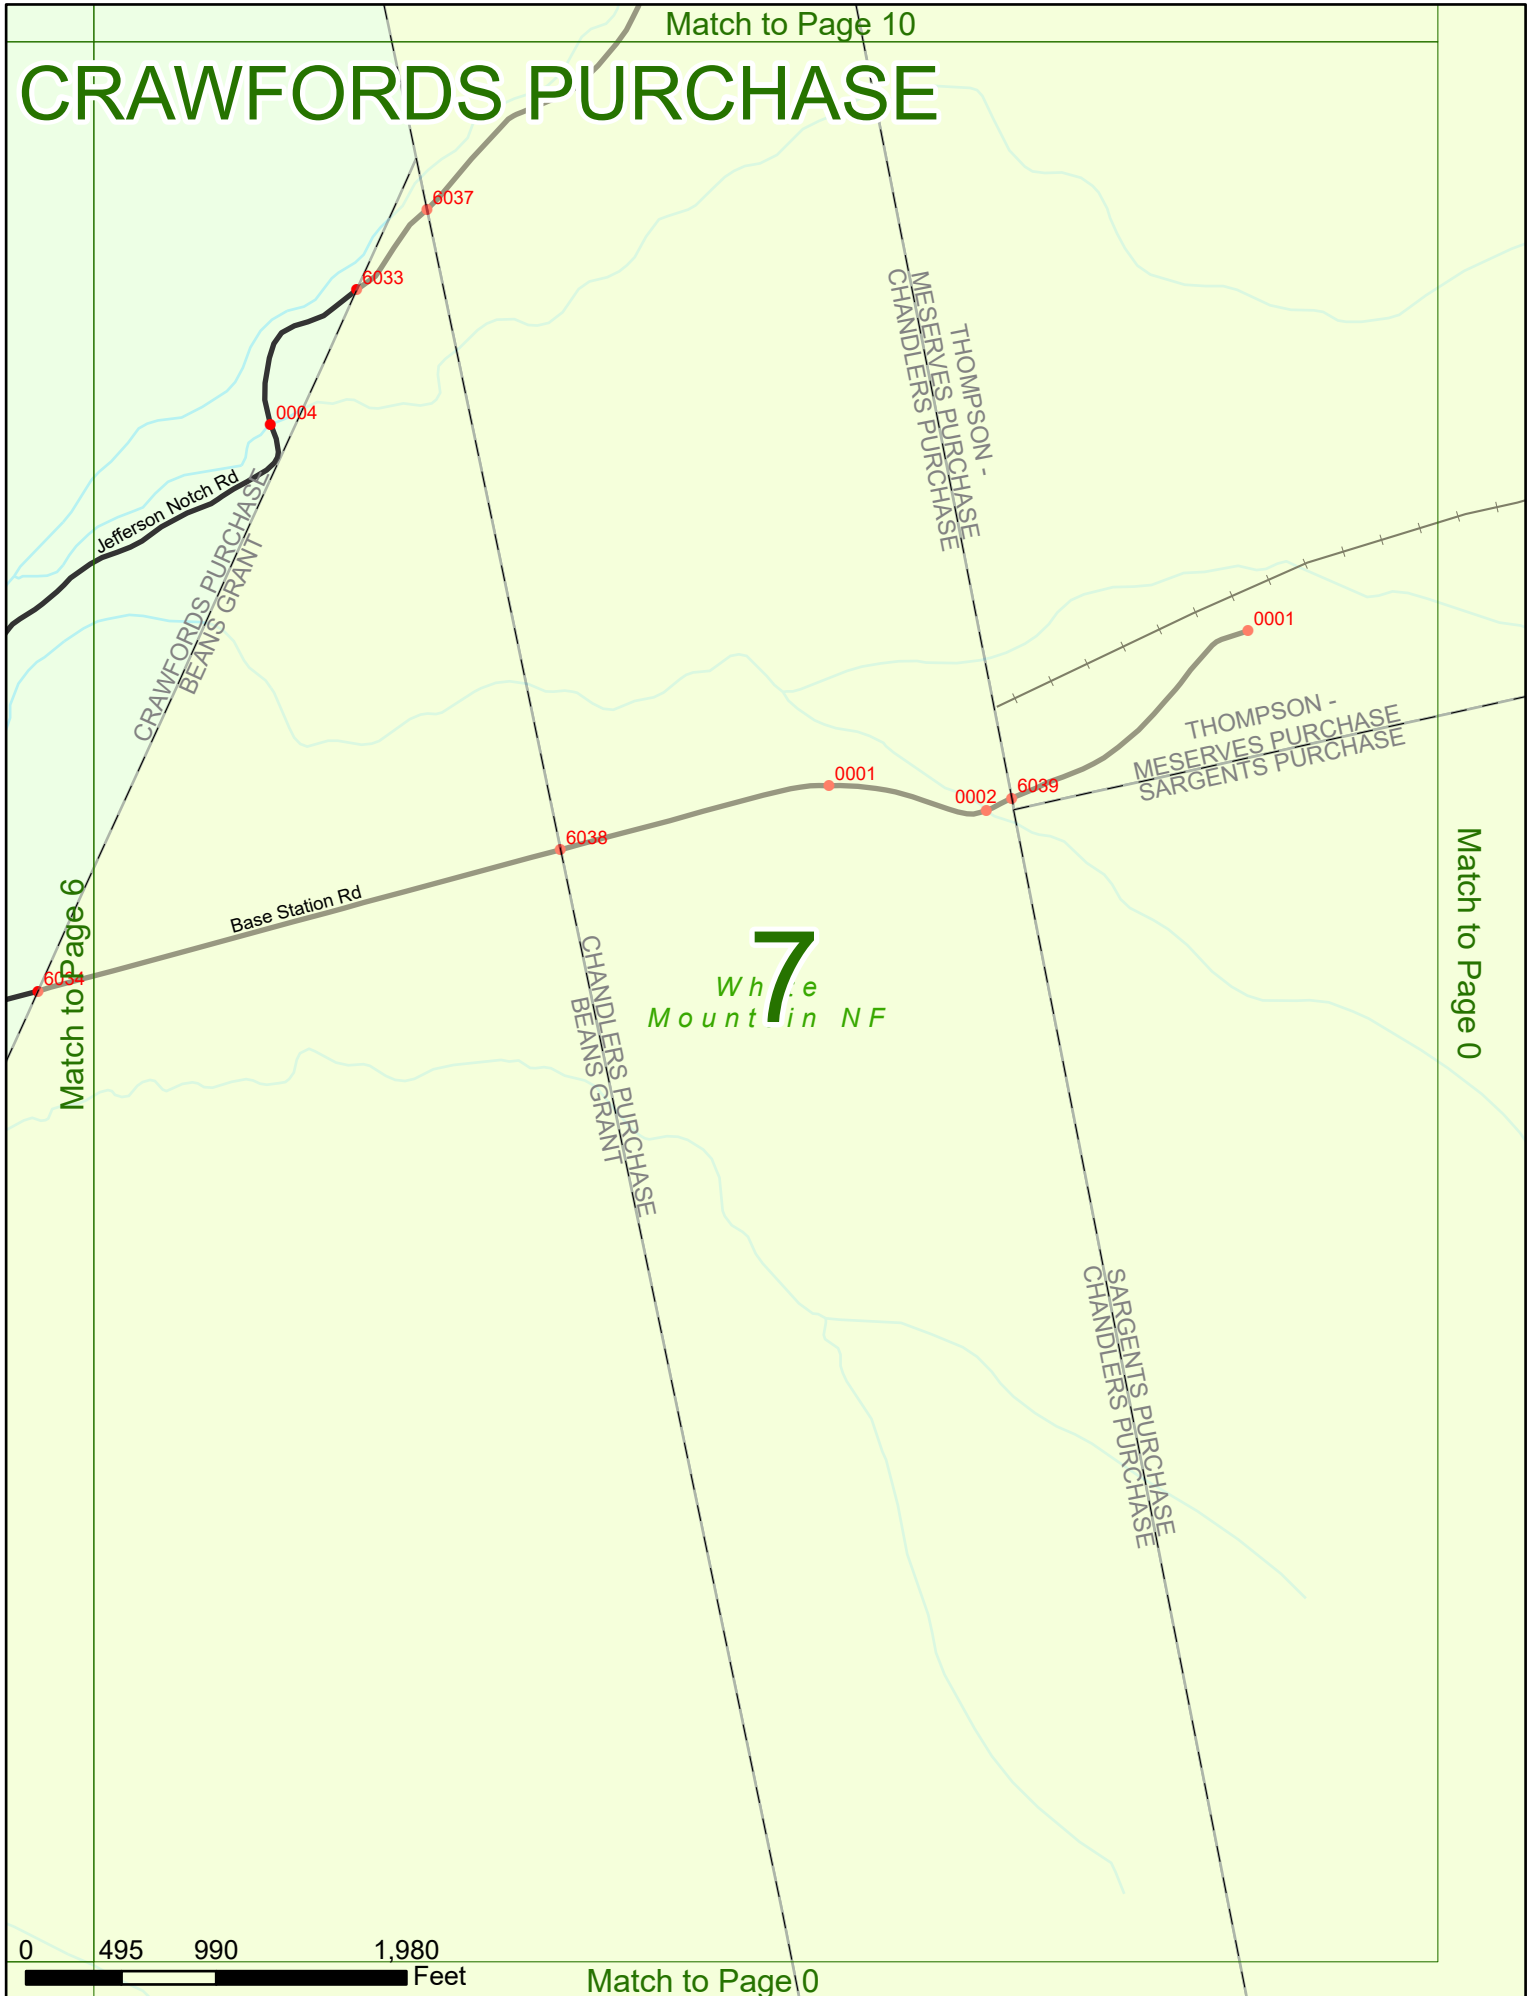 Match to Page 10
CRAWFORDS PURCHASE
6037
6033
0004
Jefferson Notch Rd
CRAWFORDS PURCHASE
BEANS GRANT
THOMPSON -
MESERVES PURCHASE
CHANDLERS PURCHASE
0001
THOMPSON -
MESERVES PURCHASE
SARGENTS PURCHASE
0001
0002
6039
6038
Base Station Rd
6034
Match to Page 6
Match to Page 0
7
White
Mountain NF
CHANDLERS PURCHASE
BEANS GRANT
SARGENTS PURCHASE
CHANDLERS PURCHASE
0 495 990 1,980
Feet
Match to Page 0